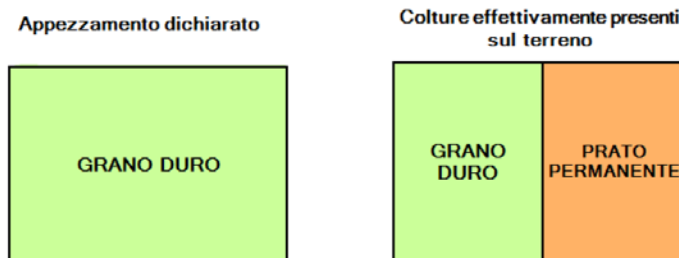 Appezzamento dichiarato
Colture effettivamente presenti
sul terreno
GRANO DURO
GRANO
DURO
PRATO
PERMANENTE